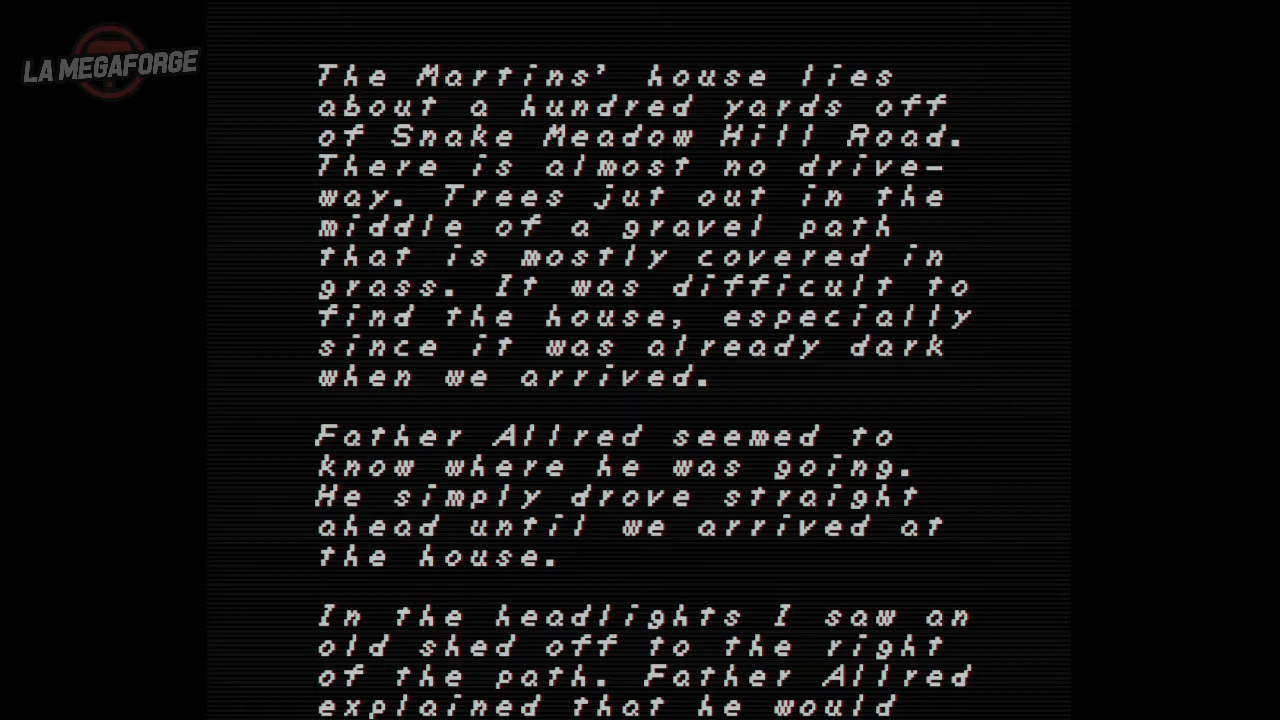 LA MEGAFORGE
The Martins' house lies
about a hundred yards off
of Snake Meadow Hill Road.
There is almost no drive-
way. Trees jut out in the
middle of a gravel path
that is mostly covered in
grass. It was difficult to
find the house, especially
since it was already dark
when we arrived.
Father Allred seemed to
know where he was going.
He simply drove straight
ahead until we arrived at
the house.
In the headlights I saw an
old shed off to the right
of the path. Father Allred
explained that he would